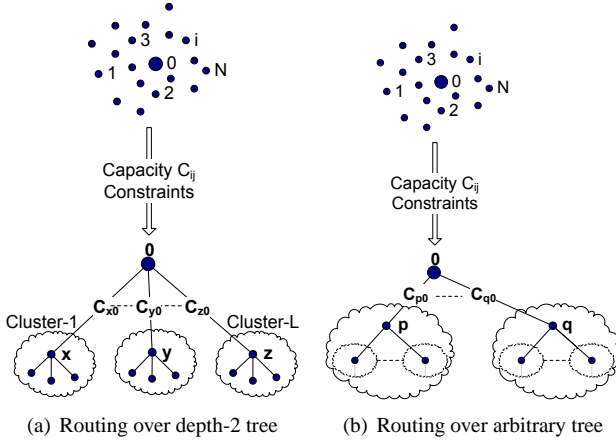 3
i
0
1
N
2
Capacity C_ij
Constraints
0
C_x0
C_y0
C_z0
Cluster-1
Cluster-L
x
y
z
(a) Routing over depth-2 tree
3
i
0
1
N
2
Capacity C_ij
Constraints
0
C_p0
C_q0
p
q
(b) Routing over arbitrary tree